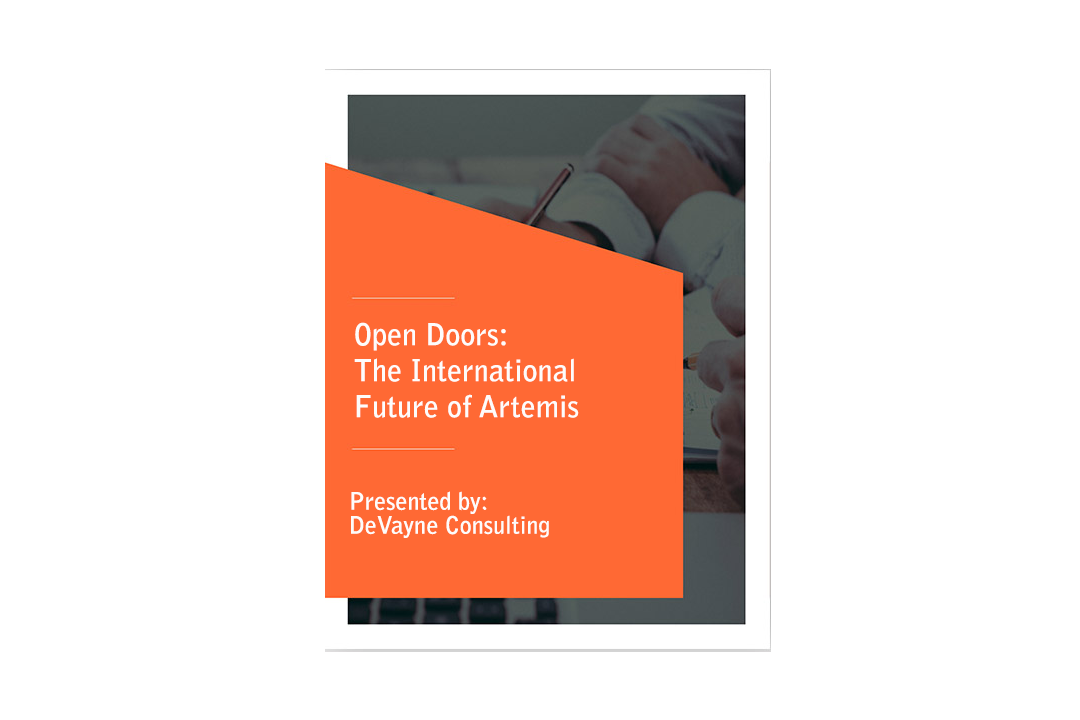 Open Doors:
The International
Future of Artemis
Presented by:
DeVayne Consulting